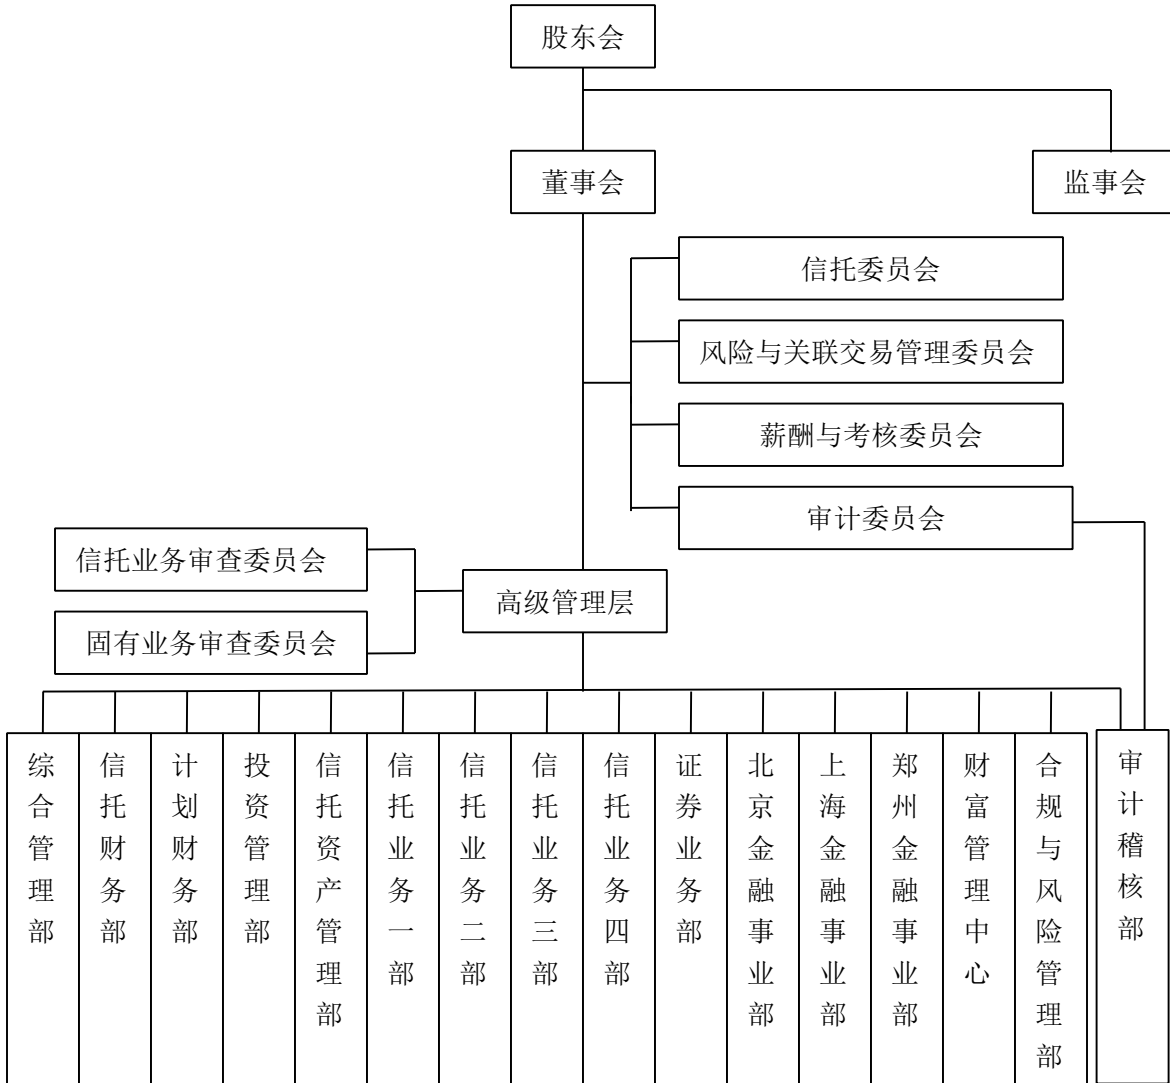 股东会
董事会
监事会
信托委员会
风险与关联交易管理委员会
薪酬与考核委员会
审计委员会
信托业务审查委员会
高级管理层
固有业务审查委员会
综合管理部
信托财务部
计划财务部
投资管理部
信托资产管理部
信托业务一部
信托业务二部
信托业务三部
信托业务四部
证券业务部
北京金融事业部
上海金融事业部
郑州金融事业部
财富管理中心
合规与风险管理部
审计稽核部